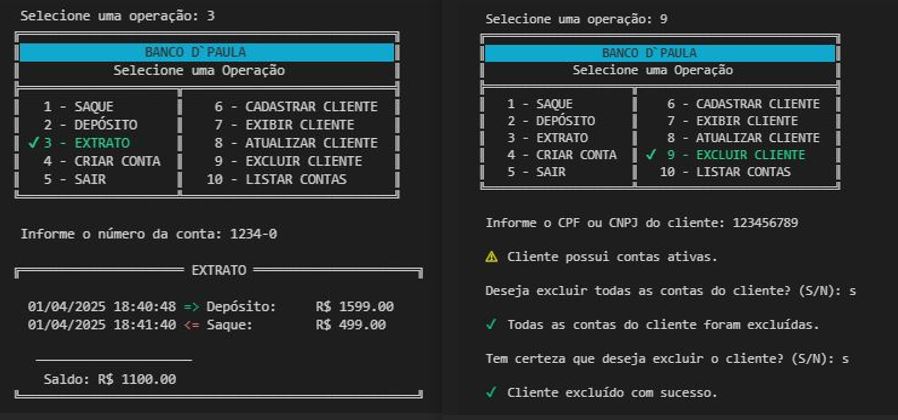 Selecione uma operação: 3
BANCO D`PAULA
Selecione uma Operação
1 - SAQUE 6 - CADASTRAR CLIENTE
2 - DEPÓSITO 7 - EXIBIR CLIENTE
✓ 3 - EXTRATO 8 - ATUALIZAR CLIENTE
4 - CRIAR CONTA 9 - EXCLUIR CLIENTE
5 - SAIR 10 - LISTAR CONTAS
Informe o número da conta: 1234-0
EXTRATO
01/04/2025 18:40:48 => Depósito: R$ 1599.00
01/04/2025 18:41:40 <= Saque: R$ 499.00
Saldo: R$ 1100.00
Selecione uma operação: 9
BANCO D`PAULA
Selecione uma Operação
1 - SAQUE 6 - CADASTRAR CLIENTE
2 - DEPÓSITO 7 - EXIBIR CLIENTE
3 - EXTRATO 8 - ATUALIZAR CLIENTE
4 - CRIAR CONTA ✓ 9 - EXCLUIR CLIENTE
5 - SAIR 10 - LISTAR CONTAS
Informe o CPF ou CNPJ do cliente: 123456789
⚠ Cliente possui contas ativas.
Deseja excluir todas as contas do cliente? (S/N): s
✓ Todas as contas do cliente foram excluídas.
Tem certeza que deseja excluir o cliente? (S/N): s
✓ Cliente excluído com sucesso.